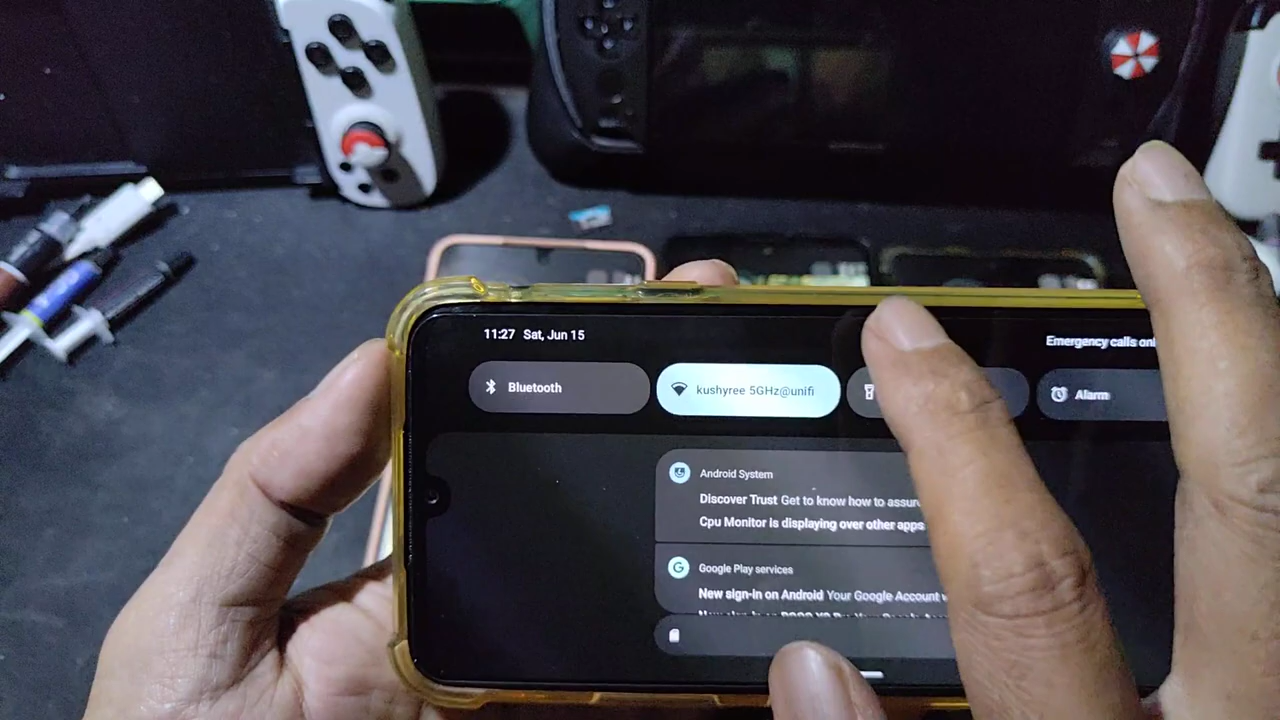 11:27 Sat, Jun 15
Emergency calls
Bluetooth
kushyree 5GHz@unifi
Alarm
Android System
Discover Trust Get to know how to
Cpu Monitor is displaying over other apps
Google Play services
New sign-in on Android Your Google Account